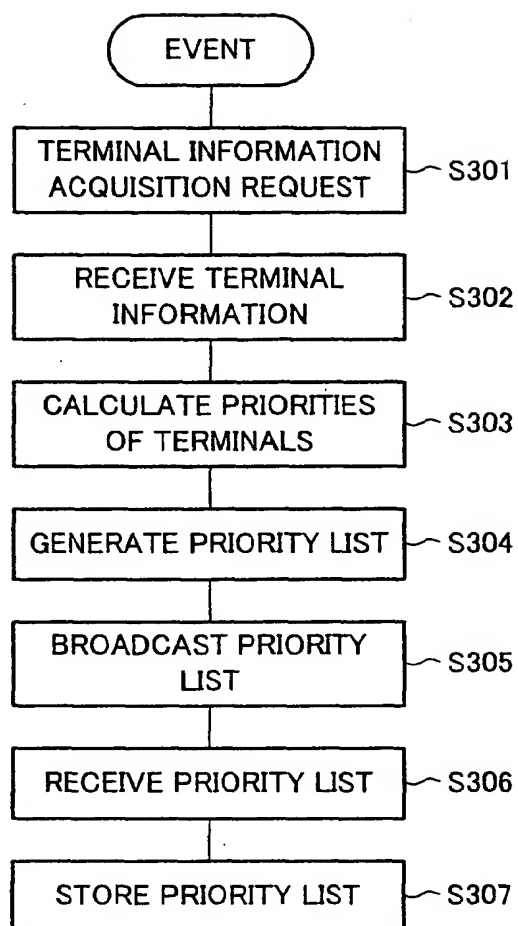 EVENT
TERMINAL INFORMATION
ACQUISITION REQUEST
S301
RECEIVE TERMINAL
INFORMATION
S302
CALCULATE PRIORITIES
OF TERMINALS
S303
GENERATE PRIORITY LIST
S304
BROADCAST PRIORITY
LIST
S305
RECEIVE PRIORITY LIST
S306
STORE PRIORITY LIST
S307